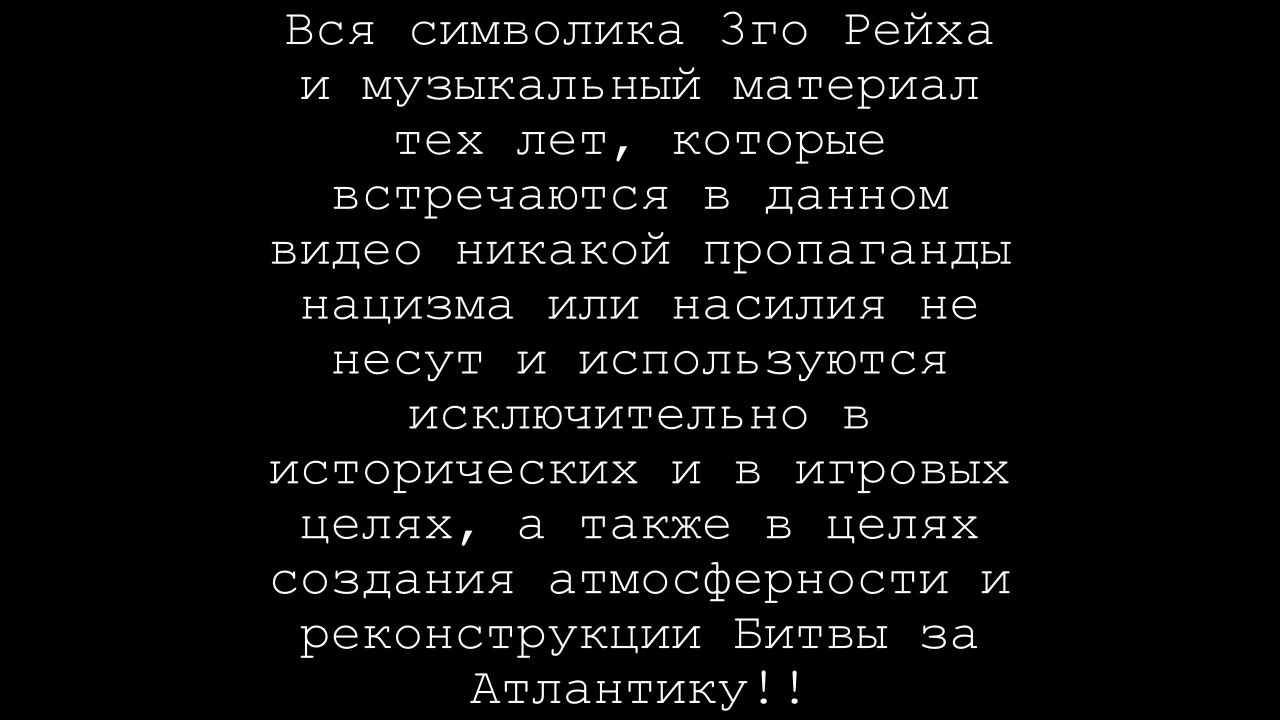 Вся символика 3го Рейха
и музыкальный материал
тех лет, которые
встречаются в данном
видео никакой пропаганды
нацизма или насилия не
несут и используются
исключительно в
исторических и в игровых
целях, а также в целях
создания атмосферности и
реконструкции Битвы за
Атлантику!!